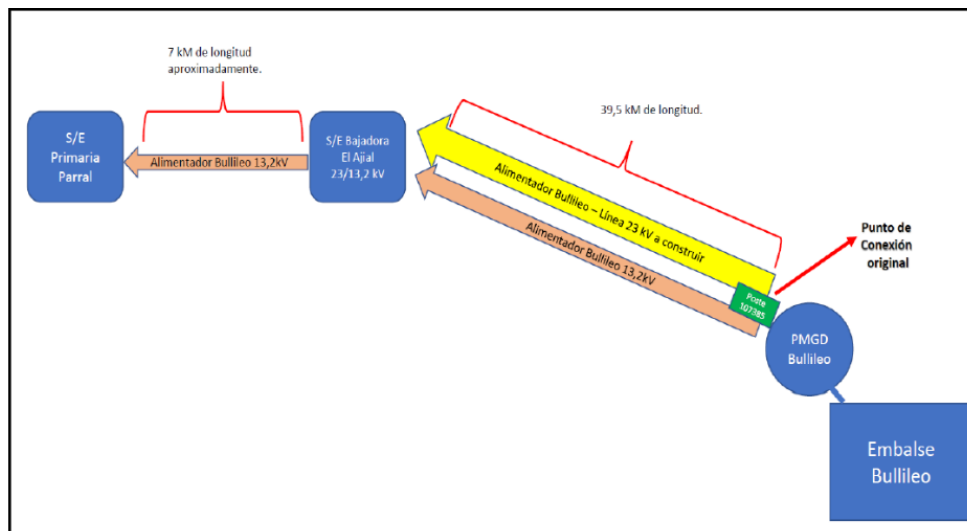 7 kM de longitud
aproximadamente.
39,5 kM de longitud.
S/E
Primaria
Parral
Alimentador Bullileo 13,2kV
S/E Bajadora
El Ajial
23/13,2 kV
Alimentador Bullileo – Línea 23 kV a construir
Alimentador Bullileo 13,2kV
Punto de
Conexión
original
Poste
107385
PMGD
Bullileo
Embalse
Bullileo